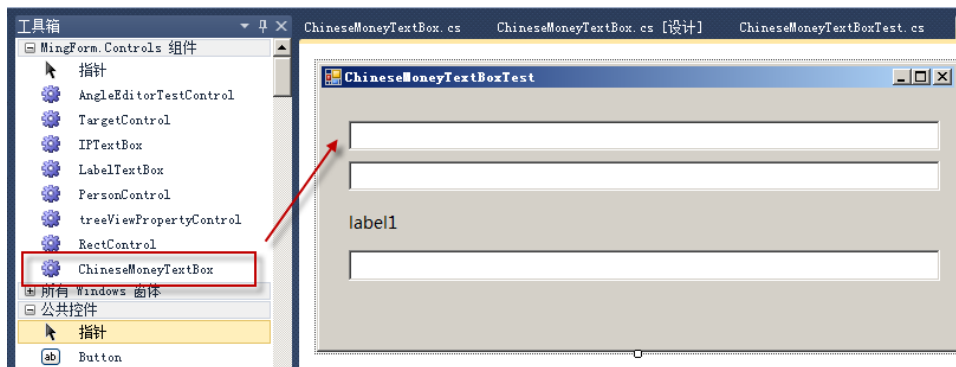 工具箱
MingForm.Controls 组件
指针
AngleEditorTestControl
TargetControl
IPTextBox
LabelTextBox
PersonControl
treeViewPropertyControl
RectControl
ChineseMoneyTextBox
所有 Windows 窗体
公共控件
指针
ab Button
ChineseMoneyTextBox.cs ChineseMoneyTextBox.cs [设计] ChineseMoneyTextBoxTest.cs
ChineseMoneyTextBoxTest
label1